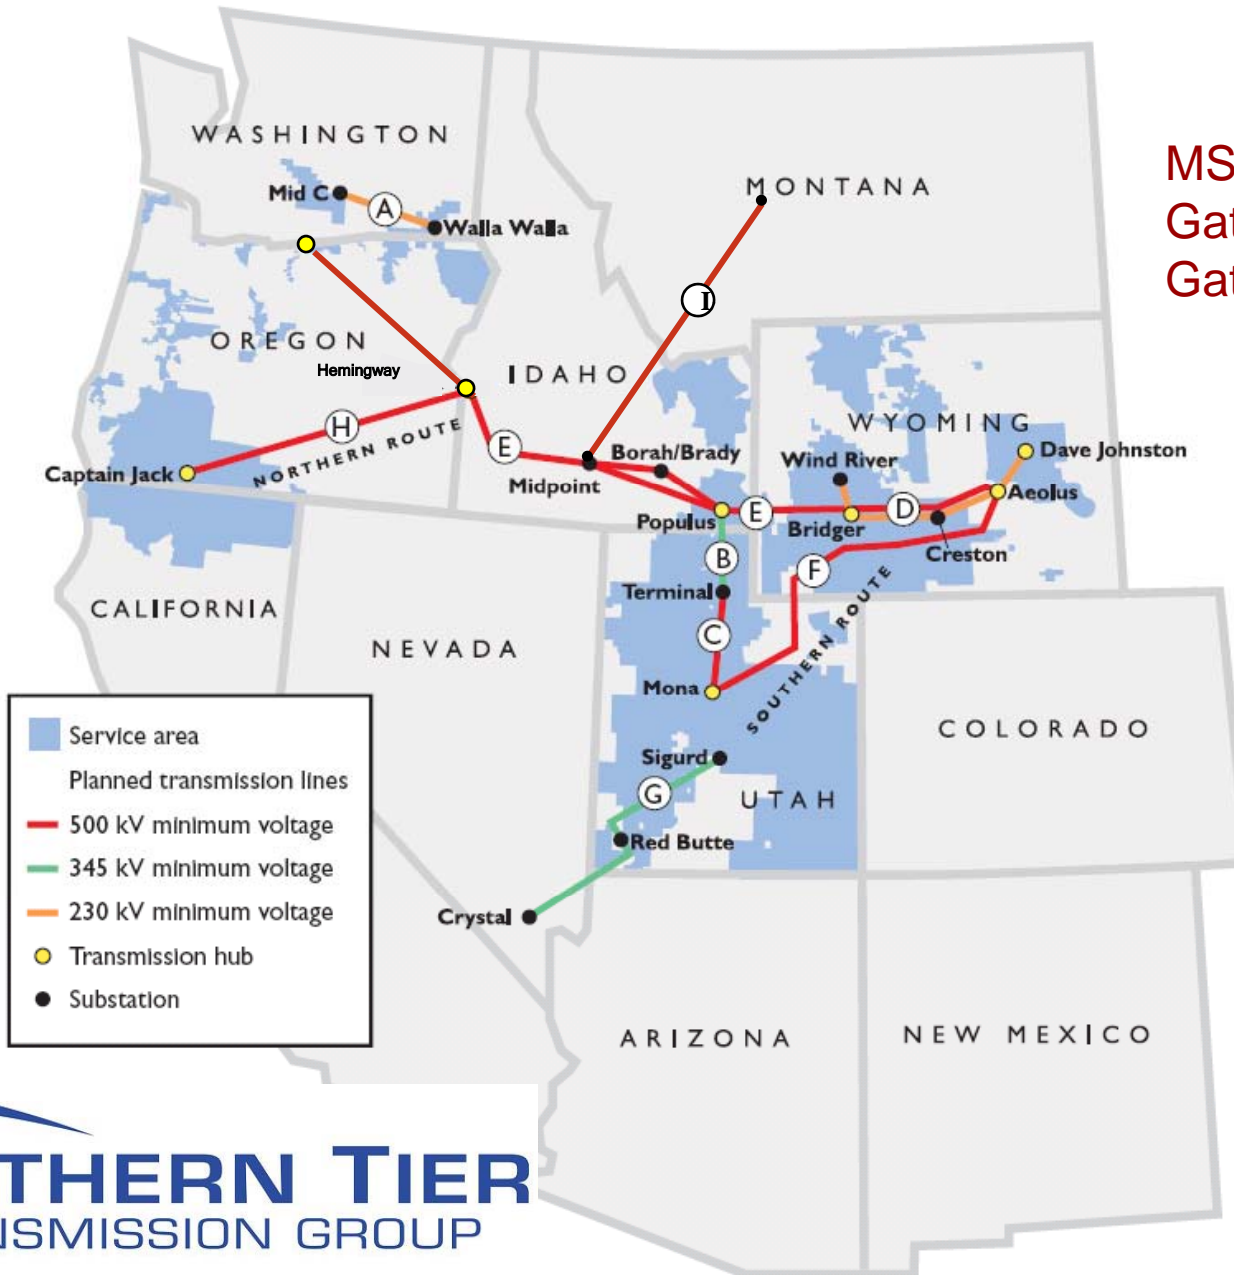 WASHINGTON
MONTANA
MS
Gat
Gat
Mid C
A
Walla Walla
I
OREGON
Hemingway
IDAHO
WYOMING
H
NORTHERN ROUTE
E
Borah/Brady
Wind River
Dave Johnston
Captain Jack
Midpoint
Aeolus
Populus
E
Bridger
D
Creston
B
F
Terminal
CALIFORNIA
C
NEVADA
SOUTHERN ROUTE
Mona
COLORADO
Sigurd
G
UTAH
Red Butte
Crystal
Service area
Planned transmission lines
500 kV minimum voltage
345 kV minimum voltage
230 kV minimum voltage
Transmission hub
Substation
ARIZONA
NEW MEXICO
THERN TIER
NSMISSION GROUP